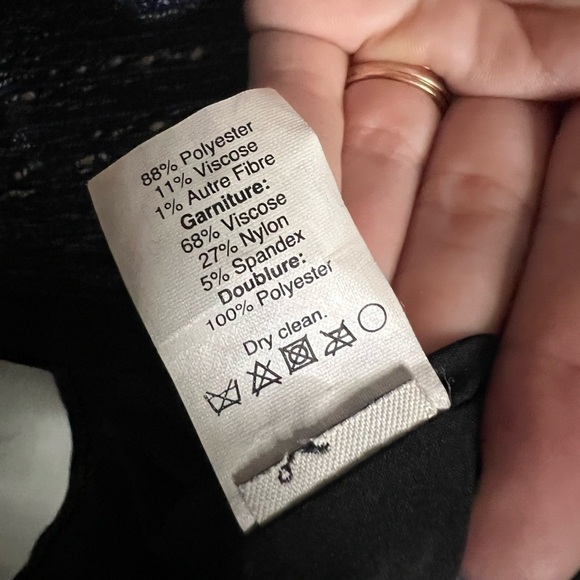 88% Polyester
11% Viscose
1% Autre Fibre
Garniture:
68% Viscose
27% Nylon
5% Spandex
Doublure:
100% Polyester
Dry clean.